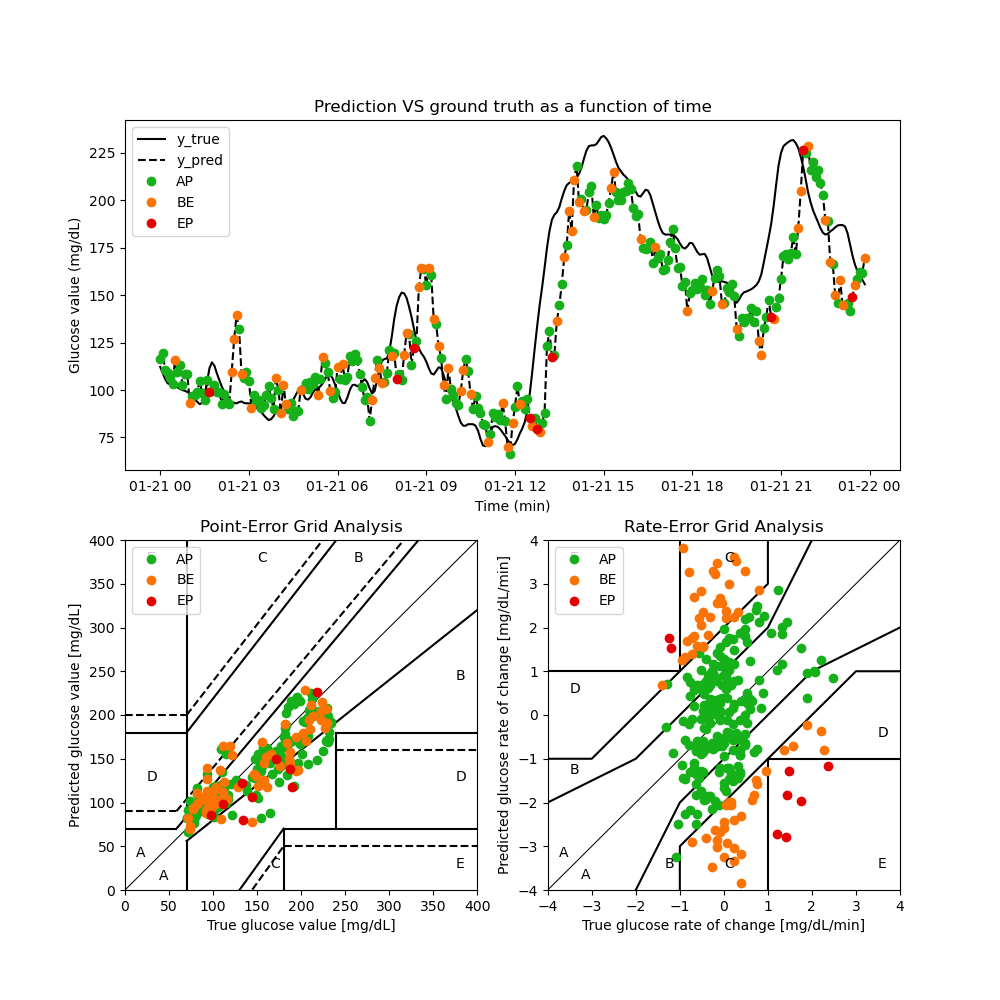 Prediction VS ground truth as a function of time
Glucose value (mg/dL)
225
200
175
150
125
100
75
y_true
y_pred
AP
BE
EP
01-21 00 01-21 03 01-21 06 01-21 09 01-21 12 01-21 15 01-21 18 01-21 21 01-22 00
Time (min)
Point-Error Grid Analysis
Predicted glucose value [mg/dL]
400
350
300
250
200
150
100
50
0
AP
BE
EP
C
B
B
D
D
A
A
C
E
0 50 100 150 200 250 300 350 400
True glucose value [mg/dL]
Rate-Error Grid Analysis
Predicted glucose rate of change [mg/dL/min]
4
3
2
1
0
−1
−2
−3
−4
AP
BE
EP
C
D
D
B
A
A
B
C
E
−4 −3 −2 −1 0 1 2 3 4
True glucose rate of change [mg/dL/min]